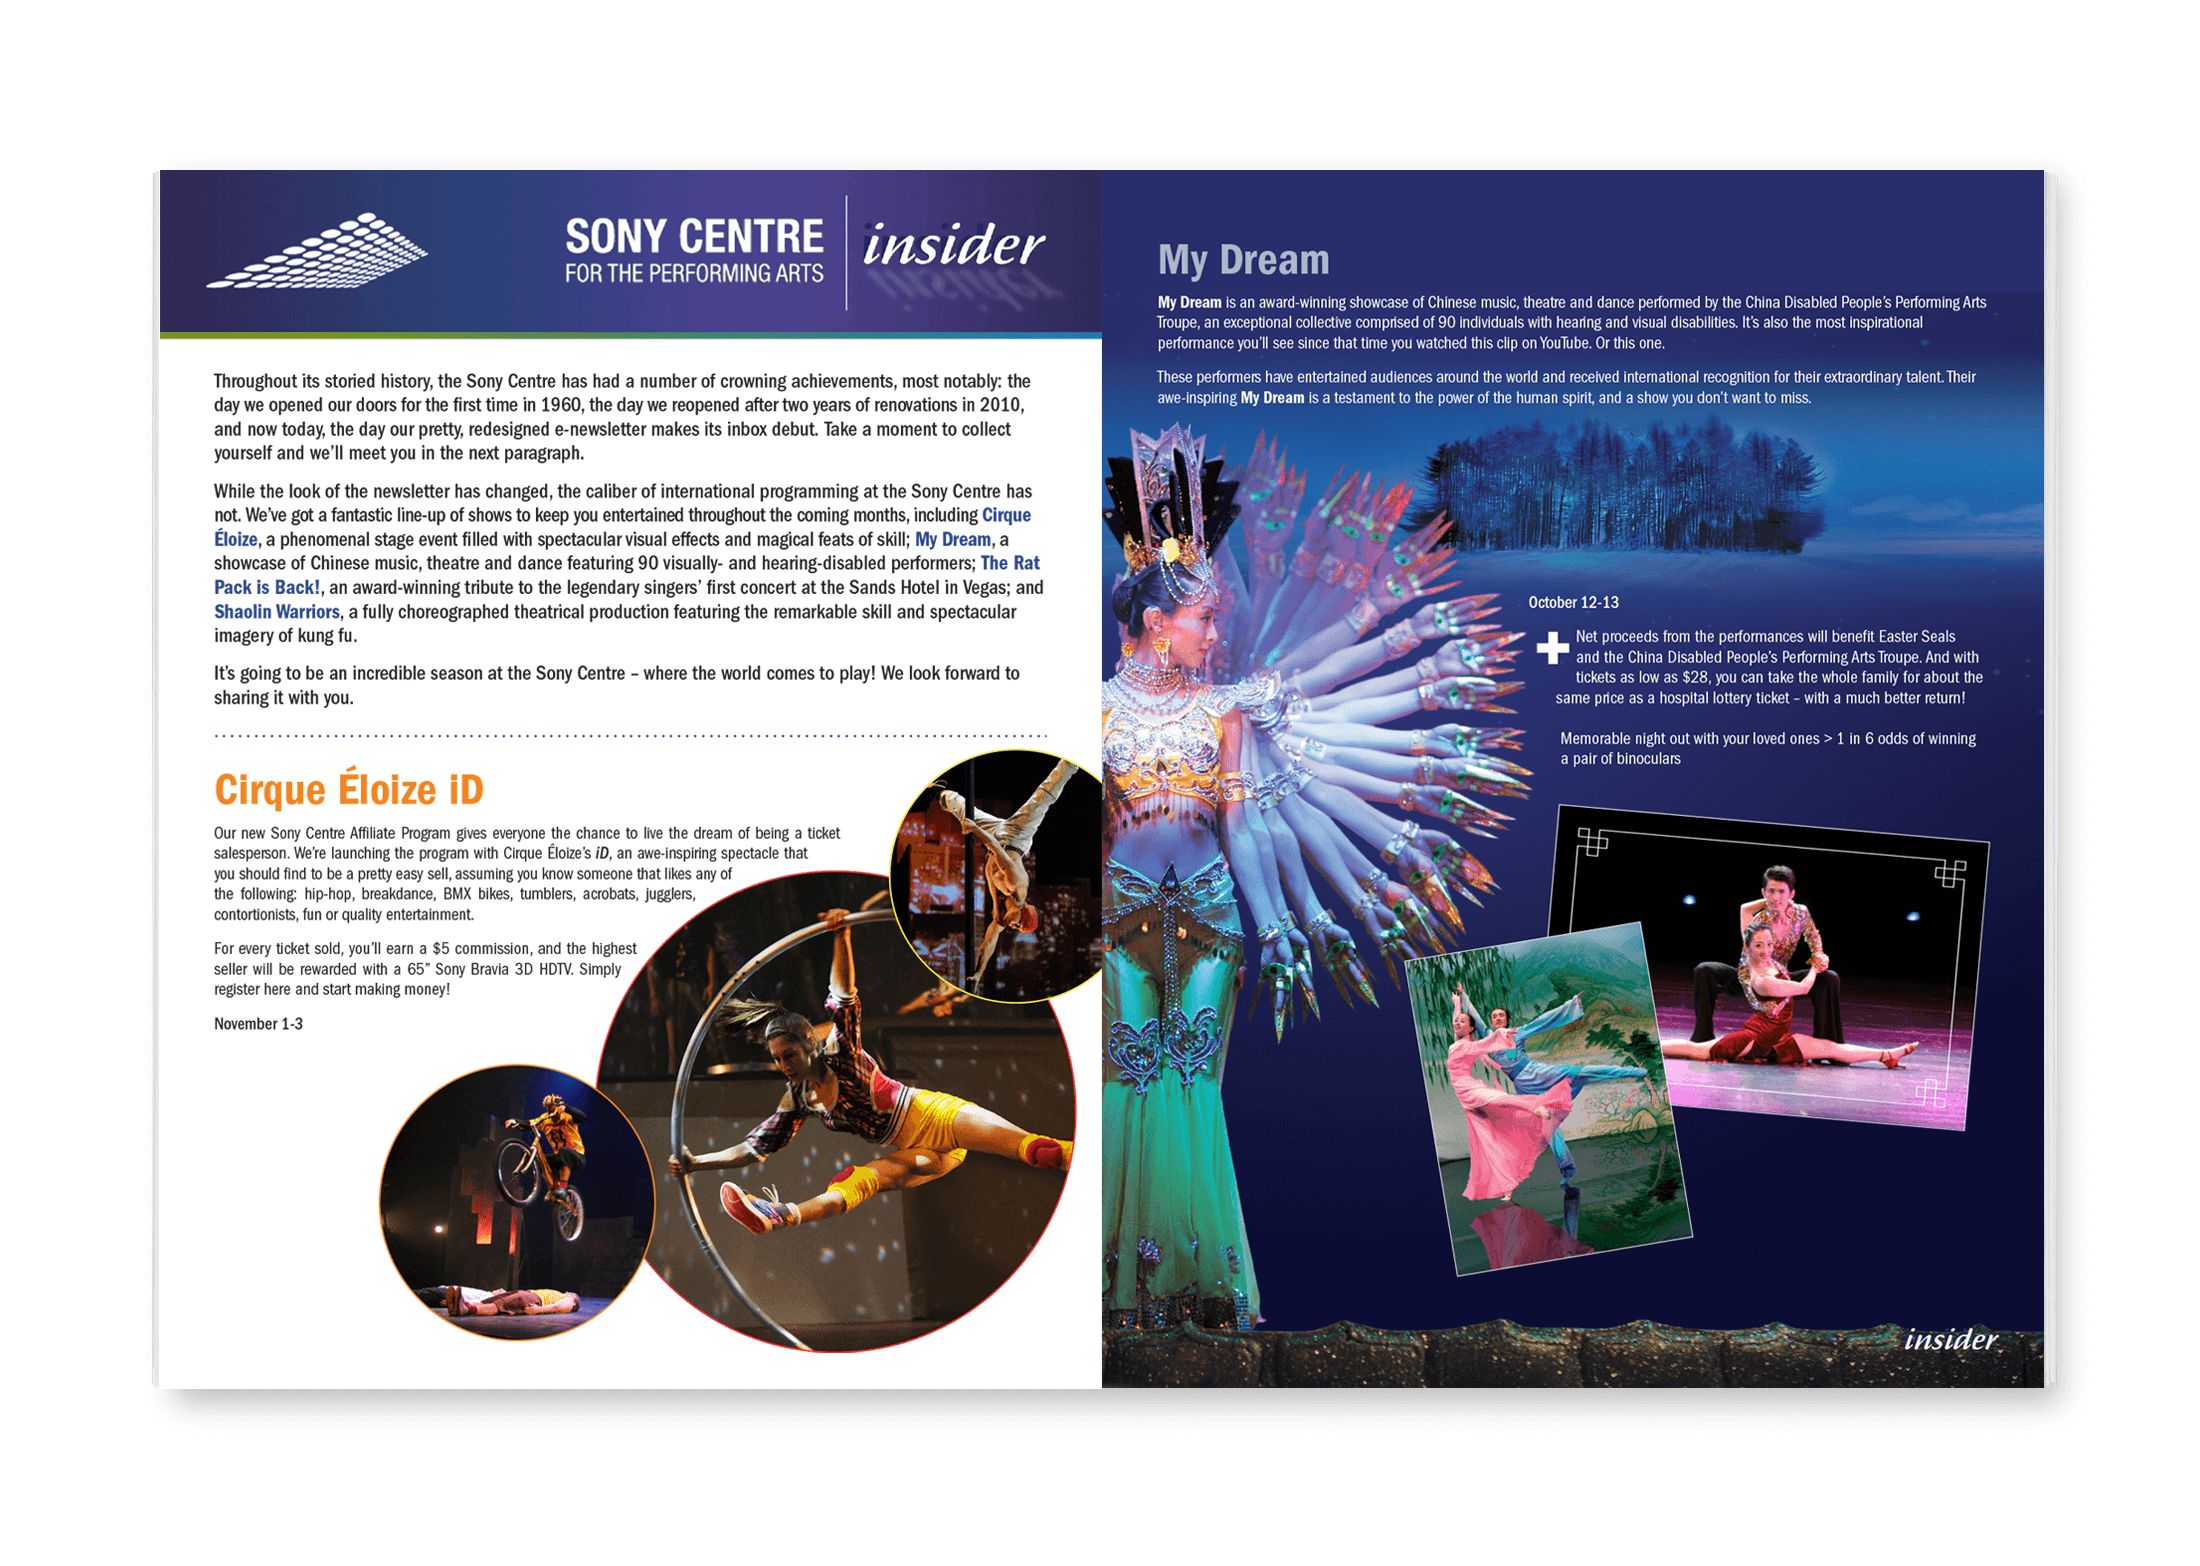 SONY CENTRE
FOR THE PERFORMING ARTS
insider
Throughout its storied history, the Sony Centre has had a number of crowning achievements, most notably: the
day we opened our doors for the first time in 1960, the day we reopened after two years of renovations in 2010,
and now today, the day our pretty, redesigned e-newsletter makes its inbox debut. Take a moment to collect
yourself and we'll meet you in the next paragraph.
While the look of the newsletter has changed, the caliber of international programming at the Sony Centre has
not. We've got a fantastic line-up of shows to keep you entertained throughout the coming months, including Cirque
Éloize, a phenomenal stage event filled with spectacular visual effects and magical feats of skill; My Dream, a
showcase of Chinese music, theatre and dance featuring 90 visually- and hearing-disabled performers; The Rat
Pack is Back!, an award-winning tribute to the legendary singers' first concert at the Sands Hotel in Vegas; and
Shaolin Warriors, a fully choreographed theatrical production featuring the remarkable skill and spectacular
imagery of kung fu.
It's going to be an incredible season at the Sony Centre – where the world comes to play! We look forward to
sharing it with you.
Cirque Éloize iD
Our new Sony Centre Affiliate Program gives everyone the chance to live the dream of being a ticket
salesperson. We're launching the program with Cirque Éloize's iD, an awe-inspiring spectacle that
you should find to be a pretty easy sell, assuming you know someone that likes any of
the following: hip-hop, breakdance, BMX bikes, tumblers, acrobats, jugglers,
contortionists, fun or quality entertainment.
For every ticket sold, you'll earn a $5 commission, and the highest
seller will be rewarded with a 65” Sony Bravia 3D HDTV. Simply
register here and start making money!
November 1-3
My Dream
My Dream is an award-winning showcase of Chinese music, theatre and dance performed by the China Disabled People's Performing Arts
Troupe, an exceptional collective comprised of 90 individuals with hearing and visual disabilities. It's also the most inspirational
performance you'll see since that time you watched this clip on YouTube. Or this one.
These performers have entertained audiences around the world and received international recognition for their extraordinary talent. Their
awe-inspiring My Dream is a testament to the power of the human spirit, and a show you don't want to miss.
October 12-13
Net proceeds from the performances will benefit Easter Seals
and the China Disabled People's Performing Arts Troupe. And with
tickets as low as $28, you can take the whole family for about the
same price as a hospital lottery ticket – with a much better return!
Memorable night out with your loved ones > 1 in 6 odds of winning
a pair of binoculars
insider